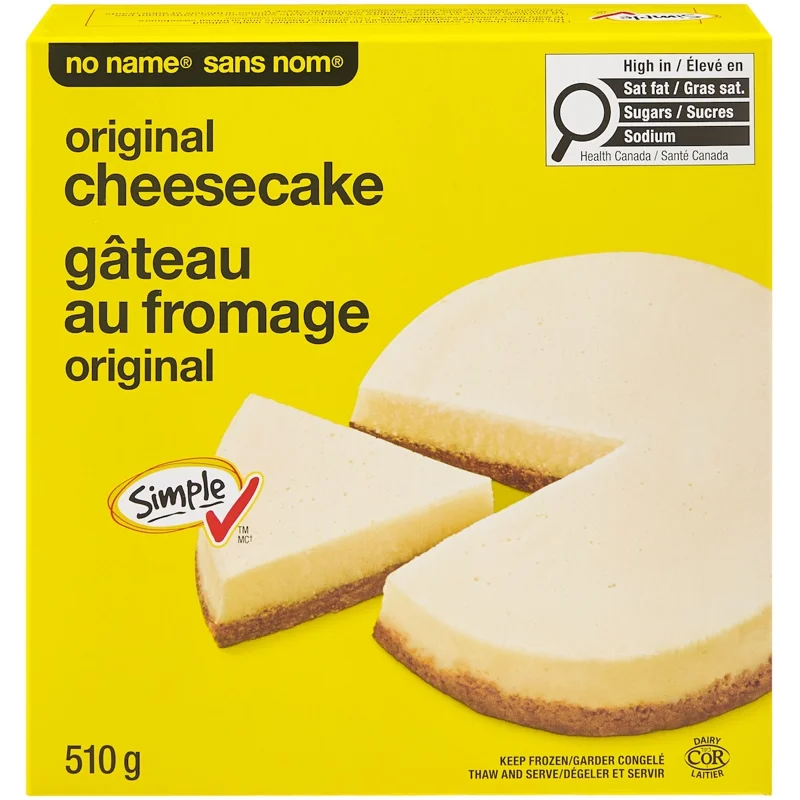 Simple
no name® sans nom®
High in / Élevé en
Sat fat / Gras sat.
Sugars / Sucres
Sodium
Health Canada / Santé Canada
original
cheesecake
gâteau
au fromage
original
Simple
TM
MC†
510 g
KEEP FROZEN/GARDER CONGELÉ
THAW AND SERVE/DÉGELER ET SERVIR
DAIRY
COR
LAITIER